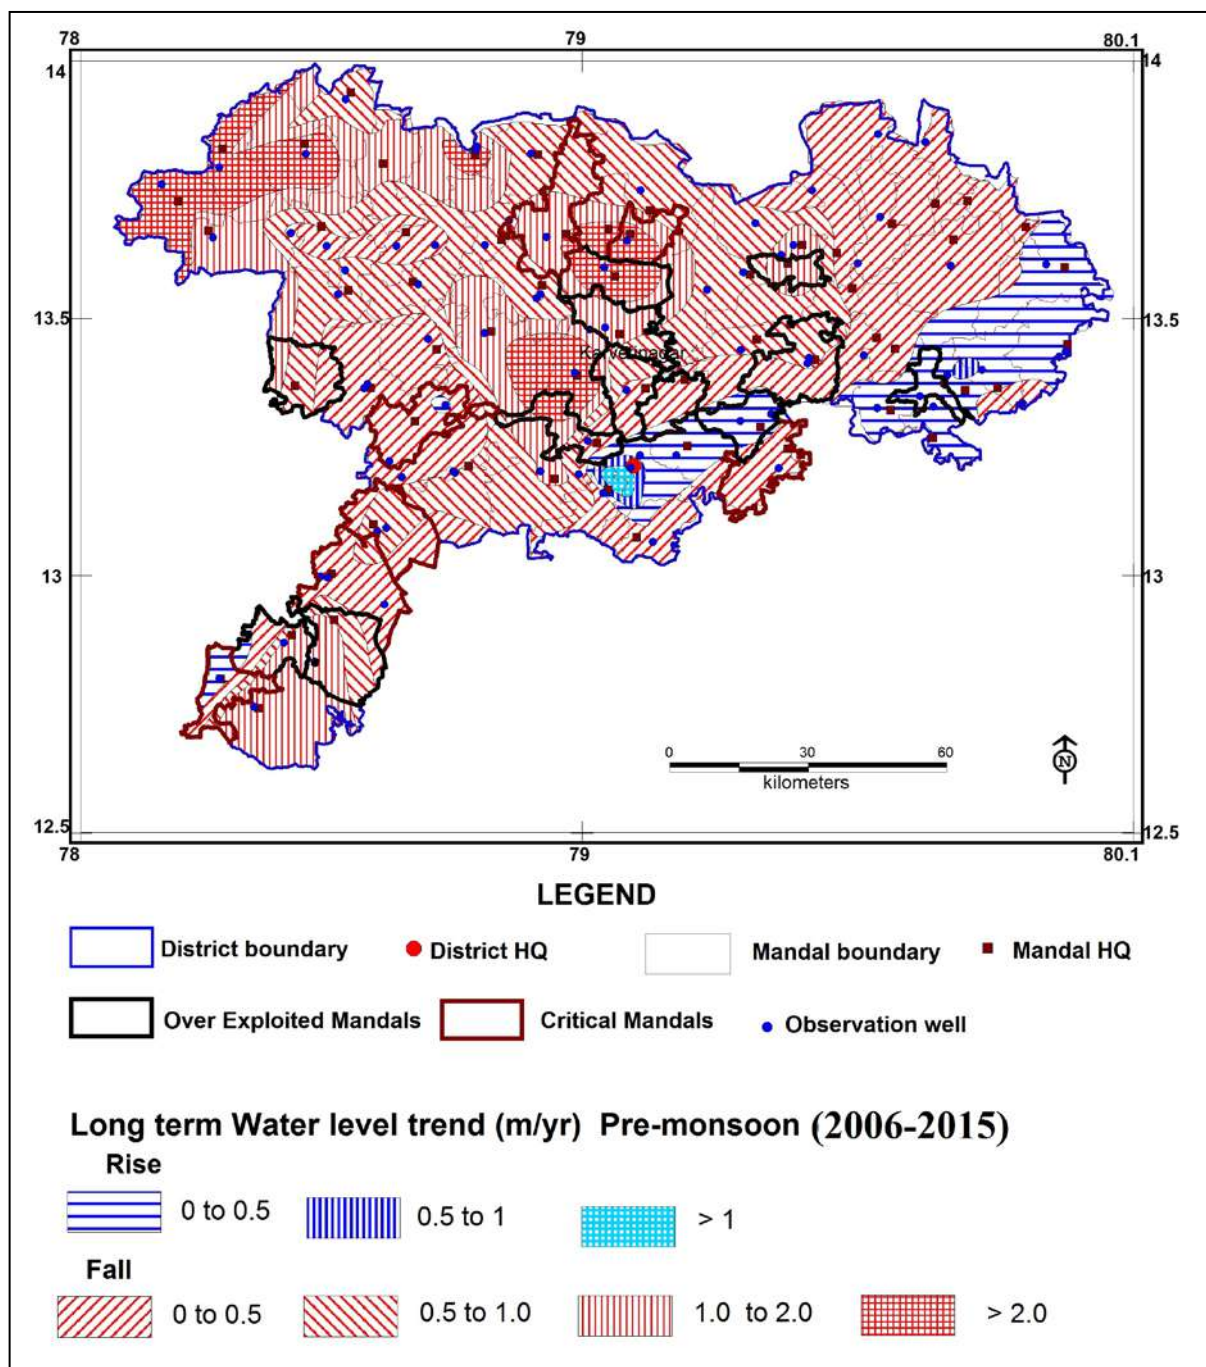 78 79 80.1
14 14
13.5 13.5
Karvetinagar
13 13
0 30 60
kilometers
N
12.5 12.5
78 79 80.1
LEGEND
District boundary District HQ Mandal boundary Mandal HQ
Over Exploited Mandals Critical Mandals Observation well
Long term Water level trend (m/yr) Pre-monsoon (2006-2015)
Rise
0 to 0.5 0.5 to 1 > 1
Fall
0 to 0.5 0.5 to 1.0 1.0 to 2.0 > 2.0